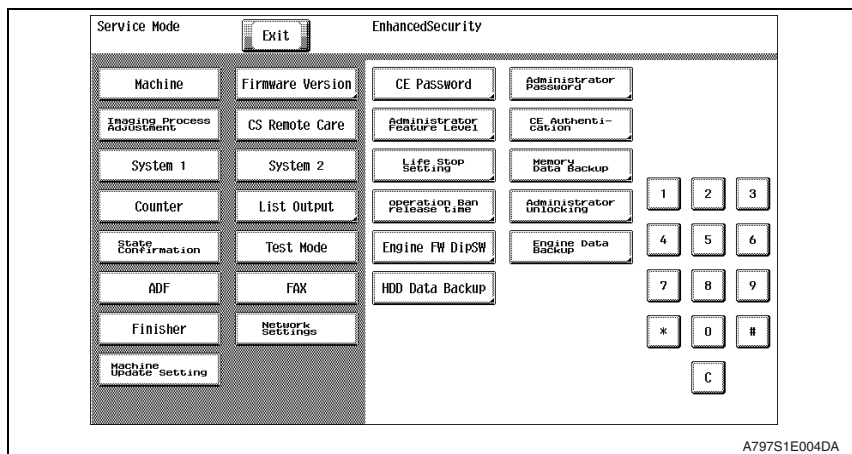 Service Mode
Exit
EnhancedSecurity
Machine
Firmware Version
CE Password
Administrator
Password
Imaging Process
Adjustment
CS Remote Care
Administrator
Feature Level
CE Authenti-
cation
System 1
System 2
Life Stop
Setting
Memory
Data Backup
Counter
List Output
operation Ban
release time
Administrator
unlocking
1
2
3
State
Confirmation
Test Mode
Engine FW DipSW
Engine Data
Backup
4
5
6
ADF
FAX
HDD Data Backup
7
8
9
Finisher
Network
Settings
*
0
#
Machine
Update Setting
C
A797S1E004DA